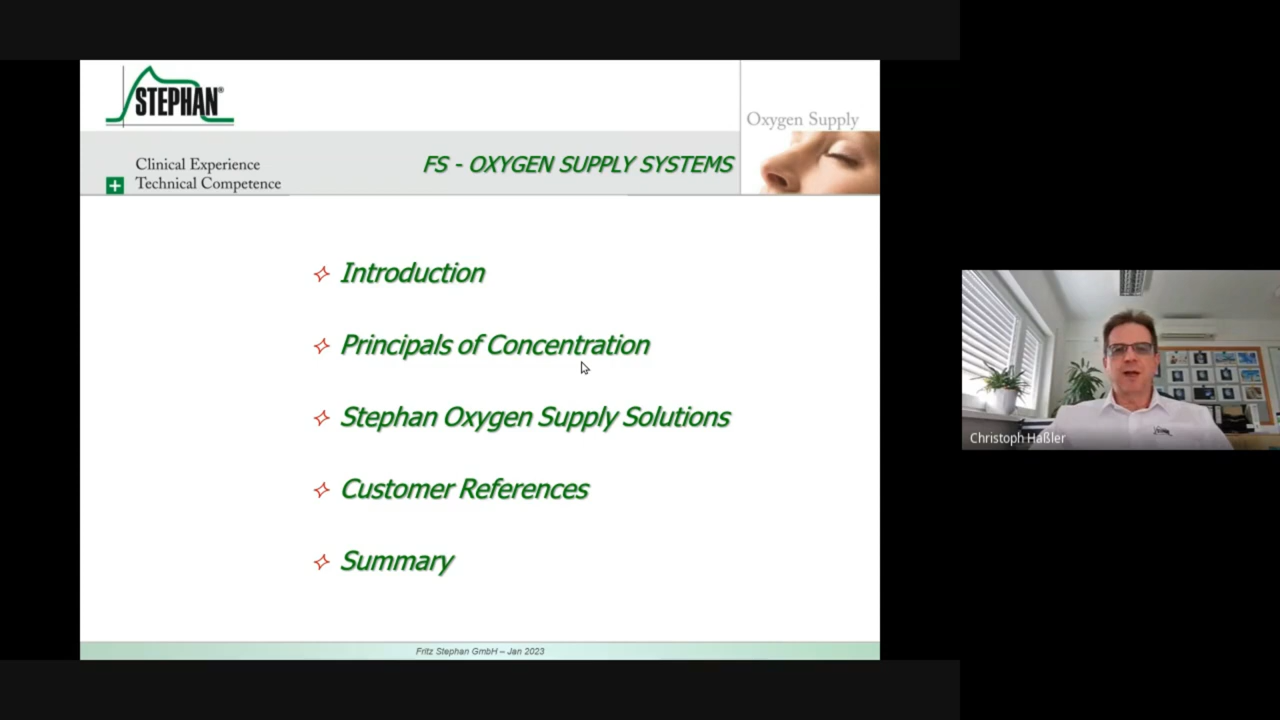 STEPHAN®
Oxygen Supply
Clinical Experience
Technical Competence
FS - OXYGEN SUPPLY SYSTEMS
Introduction
Principals of Concentration
Stephan Oxygen Supply Solutions
Customer References
Summary
Fritz Stephan GmbH – Jan 2023
Christoph Haßler